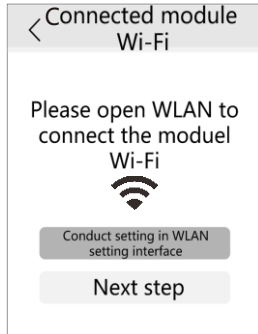 Connected module
Wi-Fi
Please open WLAN to
connect the moduel
Wi-Fi
Conduct setting in WLAN
setting interface
Next step